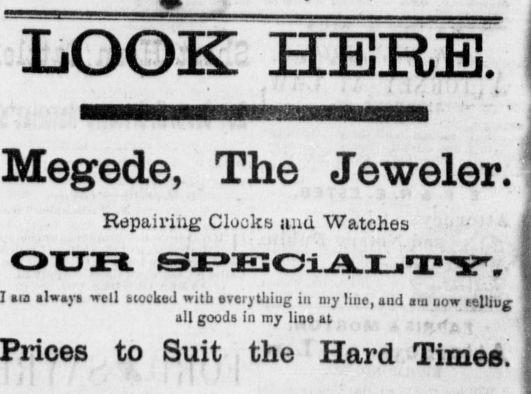 LOOK HERE.
Megede, The Jeweler.
Repairing Clocks and Watches
OUR SPECIALTY.
I am always well stocked with everything in my line, and am now selling
all goods in my line at
Prices to Suit the Hard Times.